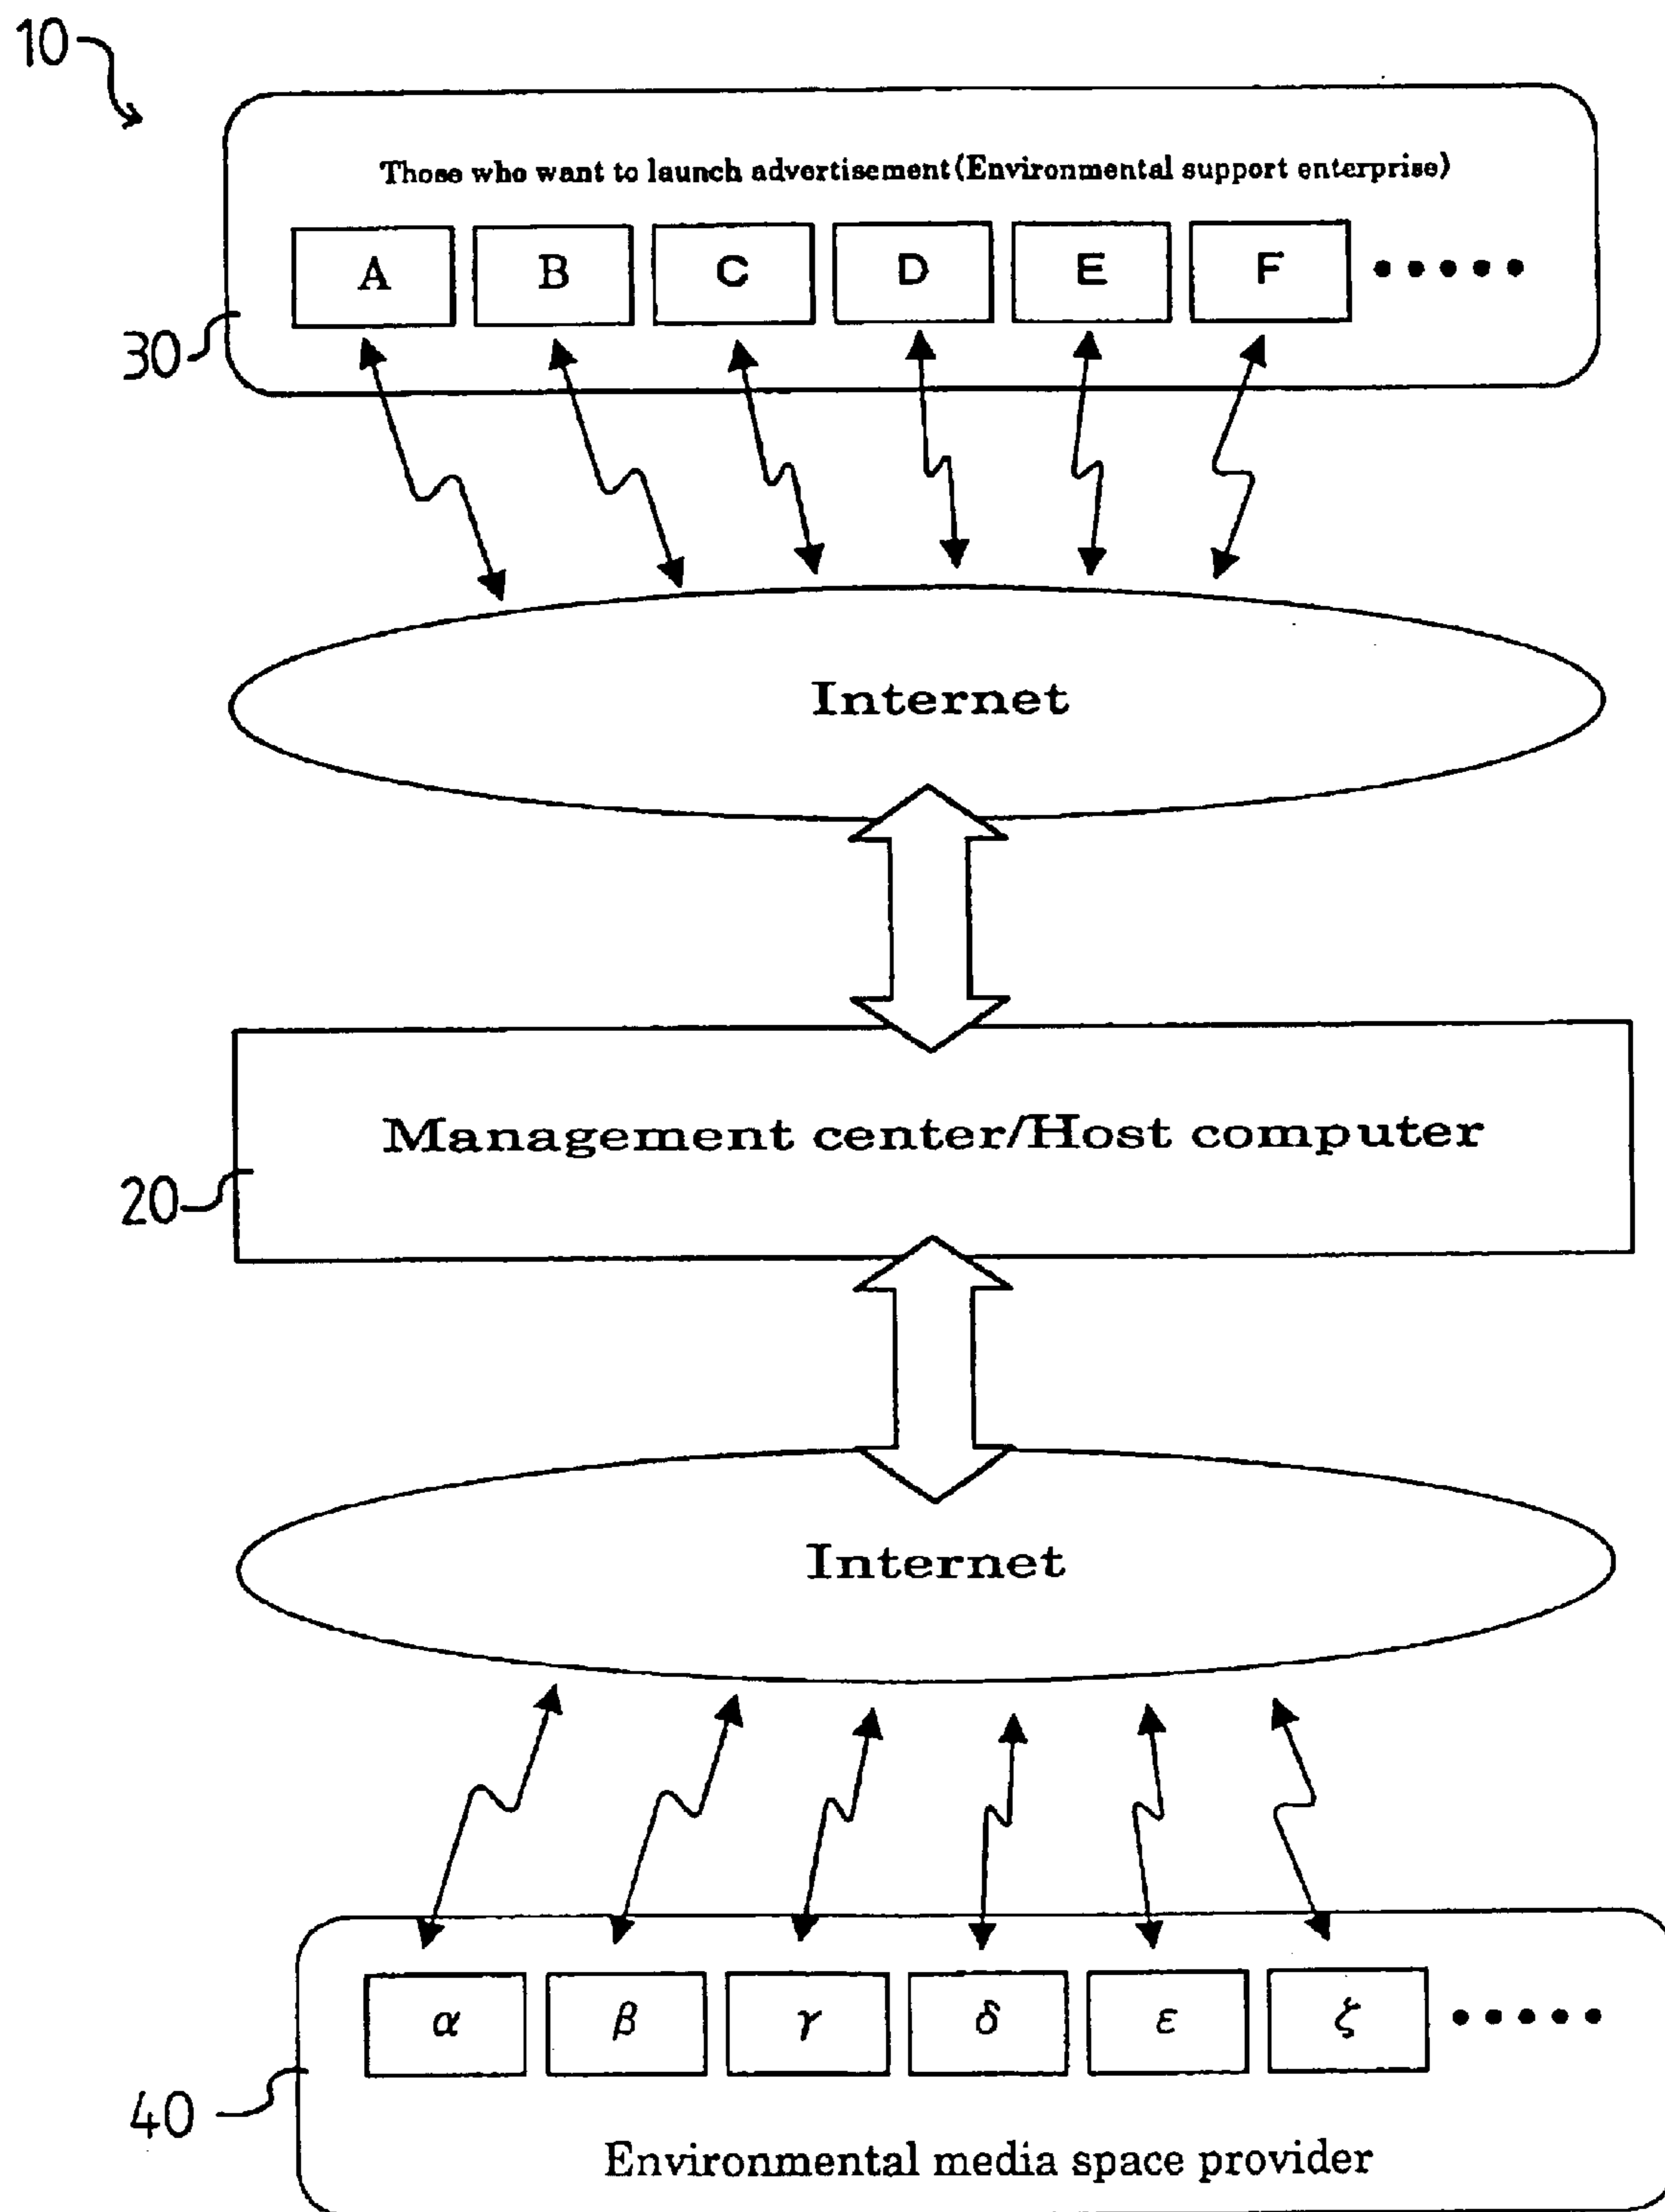 10
Those who want to launch advertisement(Environmental support enterprise)
A B C D E F •••••
30
Internet
Management center/Host computer
20
Internet
α β γ δ ε ζ •••••
40
Environmental media space provider